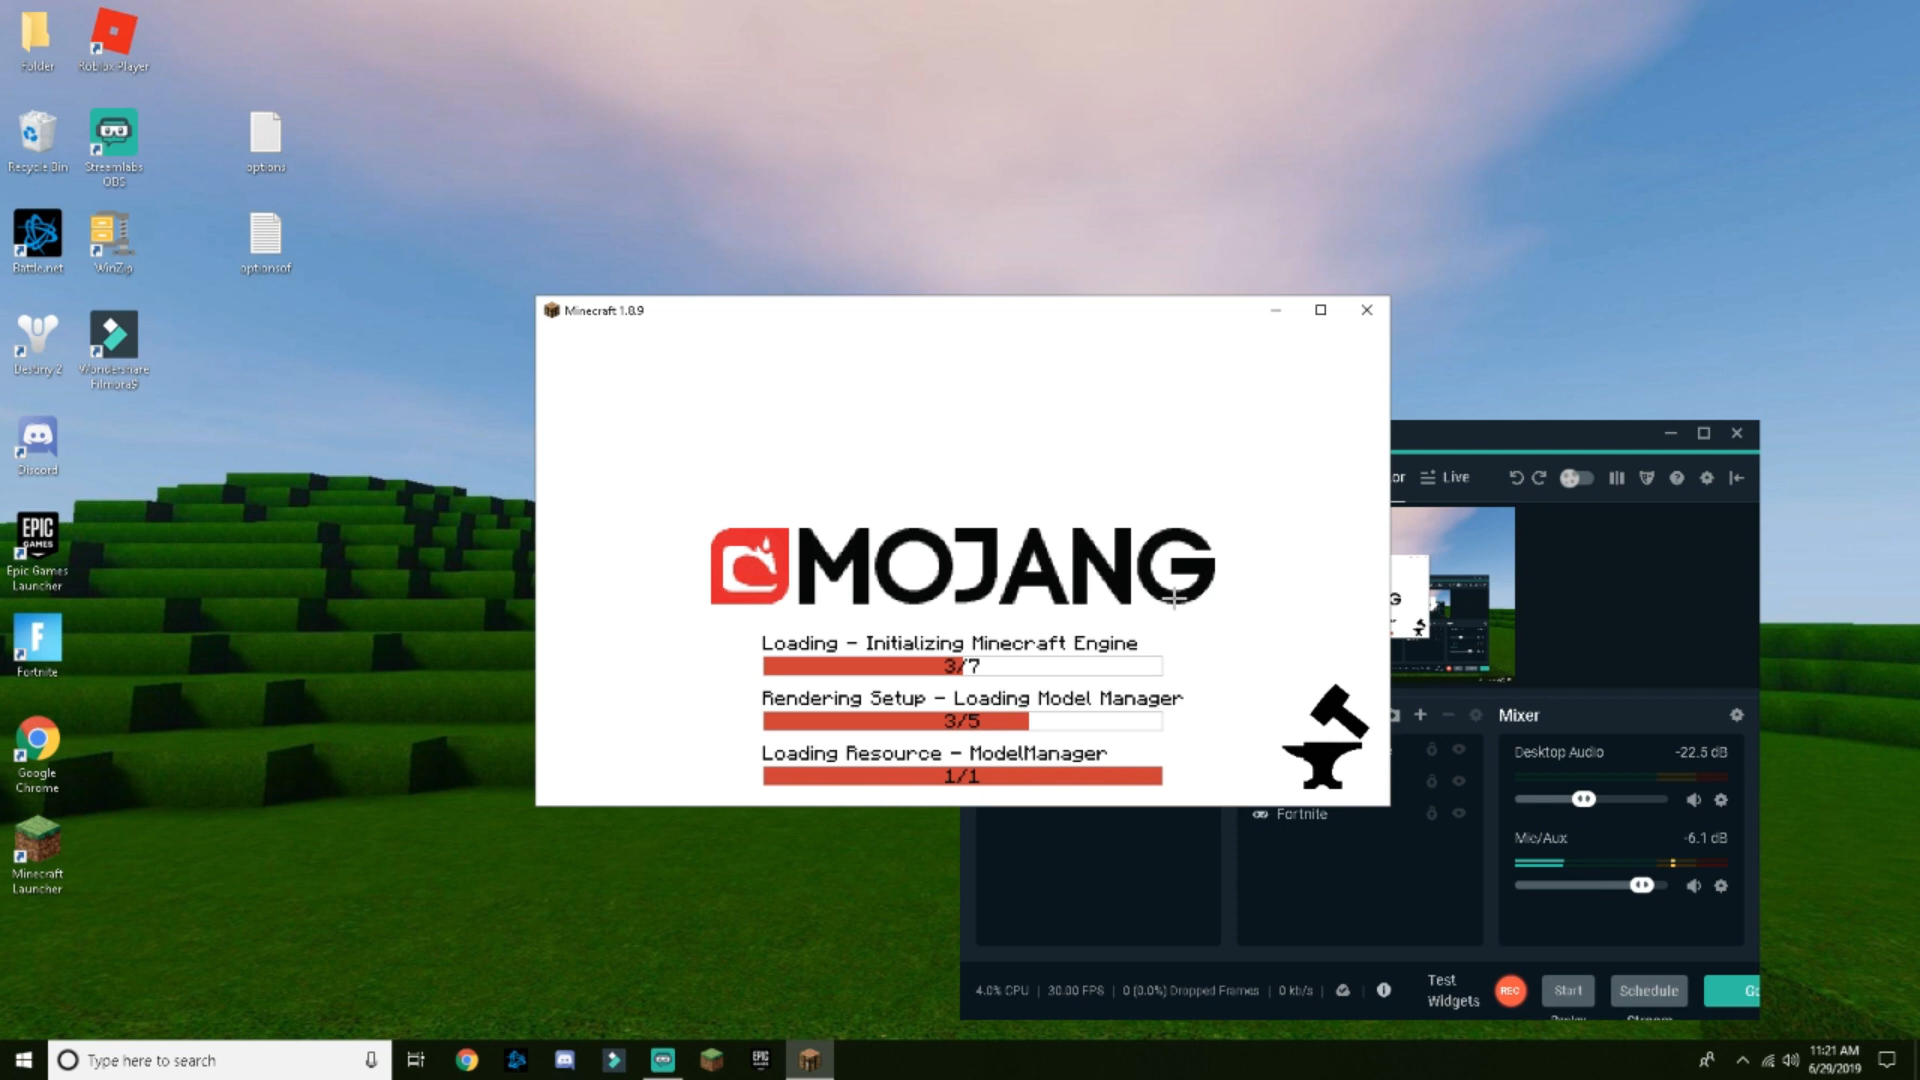 Folder
Roblox Player
Recycle Bin
Streamlabs
OBS
options
Battle.net
WinZip
optionsof
Destiny 2
Wondershare
Filmora9
Discord
EPIC
GAMES
Epic Games
Launcher
F
Fortnite
Google
Chrome
Minecraft
Launcher
Minecraft 1.8.9
MOJANG
Loading - Initializing Minecraft Engine
3/7
Rendering Setup - Loading Model Manager
3/5
Loading Resource - ModelManager
1/1
or
Live
G
Mixer
Desktop Audio
-22.5 dB
Mic/Aux
-6.1 dB
Fortnite
4.0% CPU | 30.00 FPS | 0 (0.0%) Dropped Frames | 0 kb/s |
Test
Widgets
REC
Start
Schedule
Go
Type here to search
EPIC
GAMES
11:21 AM
6/29/2019